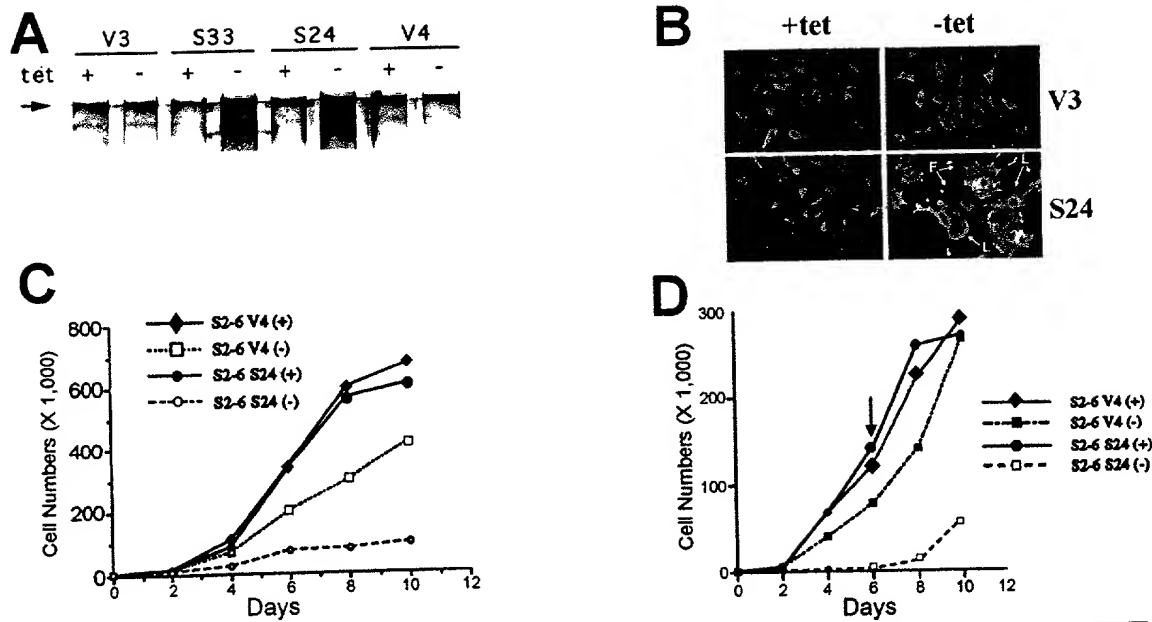 A
V3 S33 S24 V4
tet + - + - + - + -
B
+tet -tet
V3
F L
S24
L
C
S2-6 V4 (+)
S2-6 V4 (-)
S2-6 S24 (+)
S2-6 S24 (-)
Cell Numbers (X 1,000)
800
600
400
200
0
0 2 4 6 8 10 12
Days
D
S2-6 V4 (+)
S2-6 V4 (-)
S2-6 S24 (+)
S2-6 S24 (-)
Cell Numbers (X 1,000)
300
200
100
0
0 2 4 6 8 10 12
Days